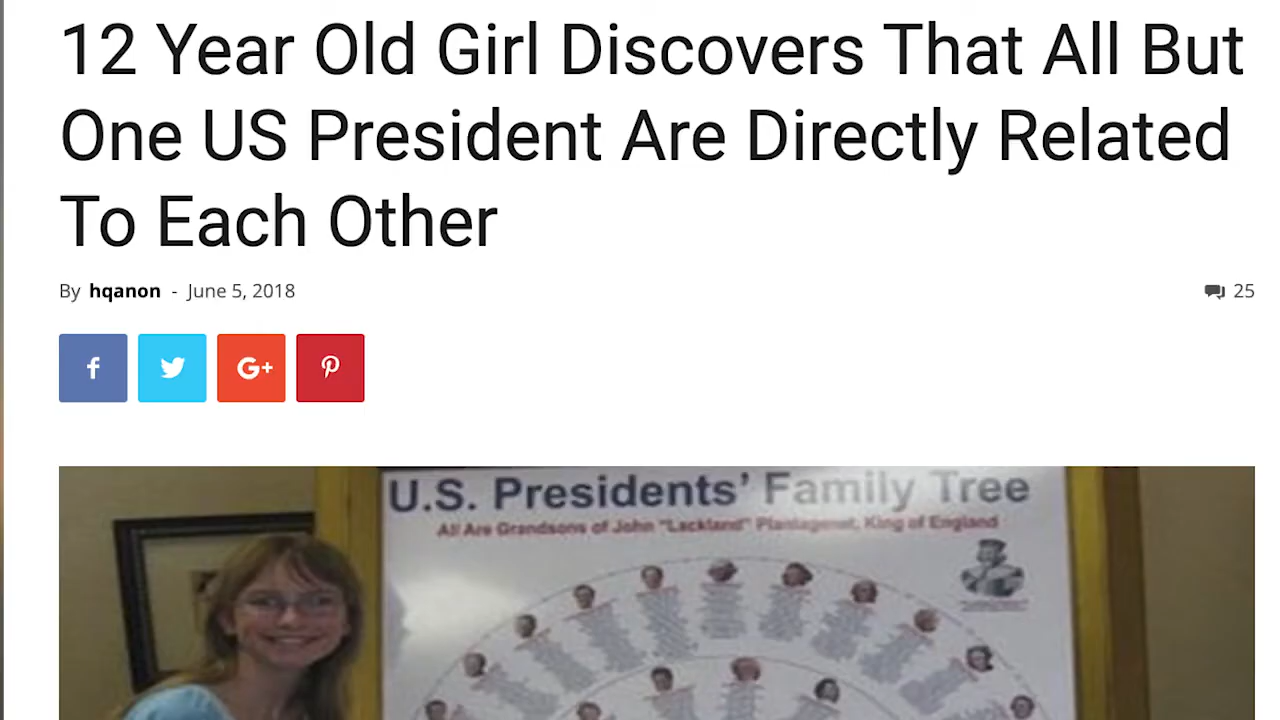 12 Year Old Girl Discovers That All But
One US President Are Directly Related
To Each Other
By hqanon - June 5, 2018
25
f
G+
U.S. Presidents' Family Tree
All Are Grandsons of John "Lackland" Plantagenet, King of England